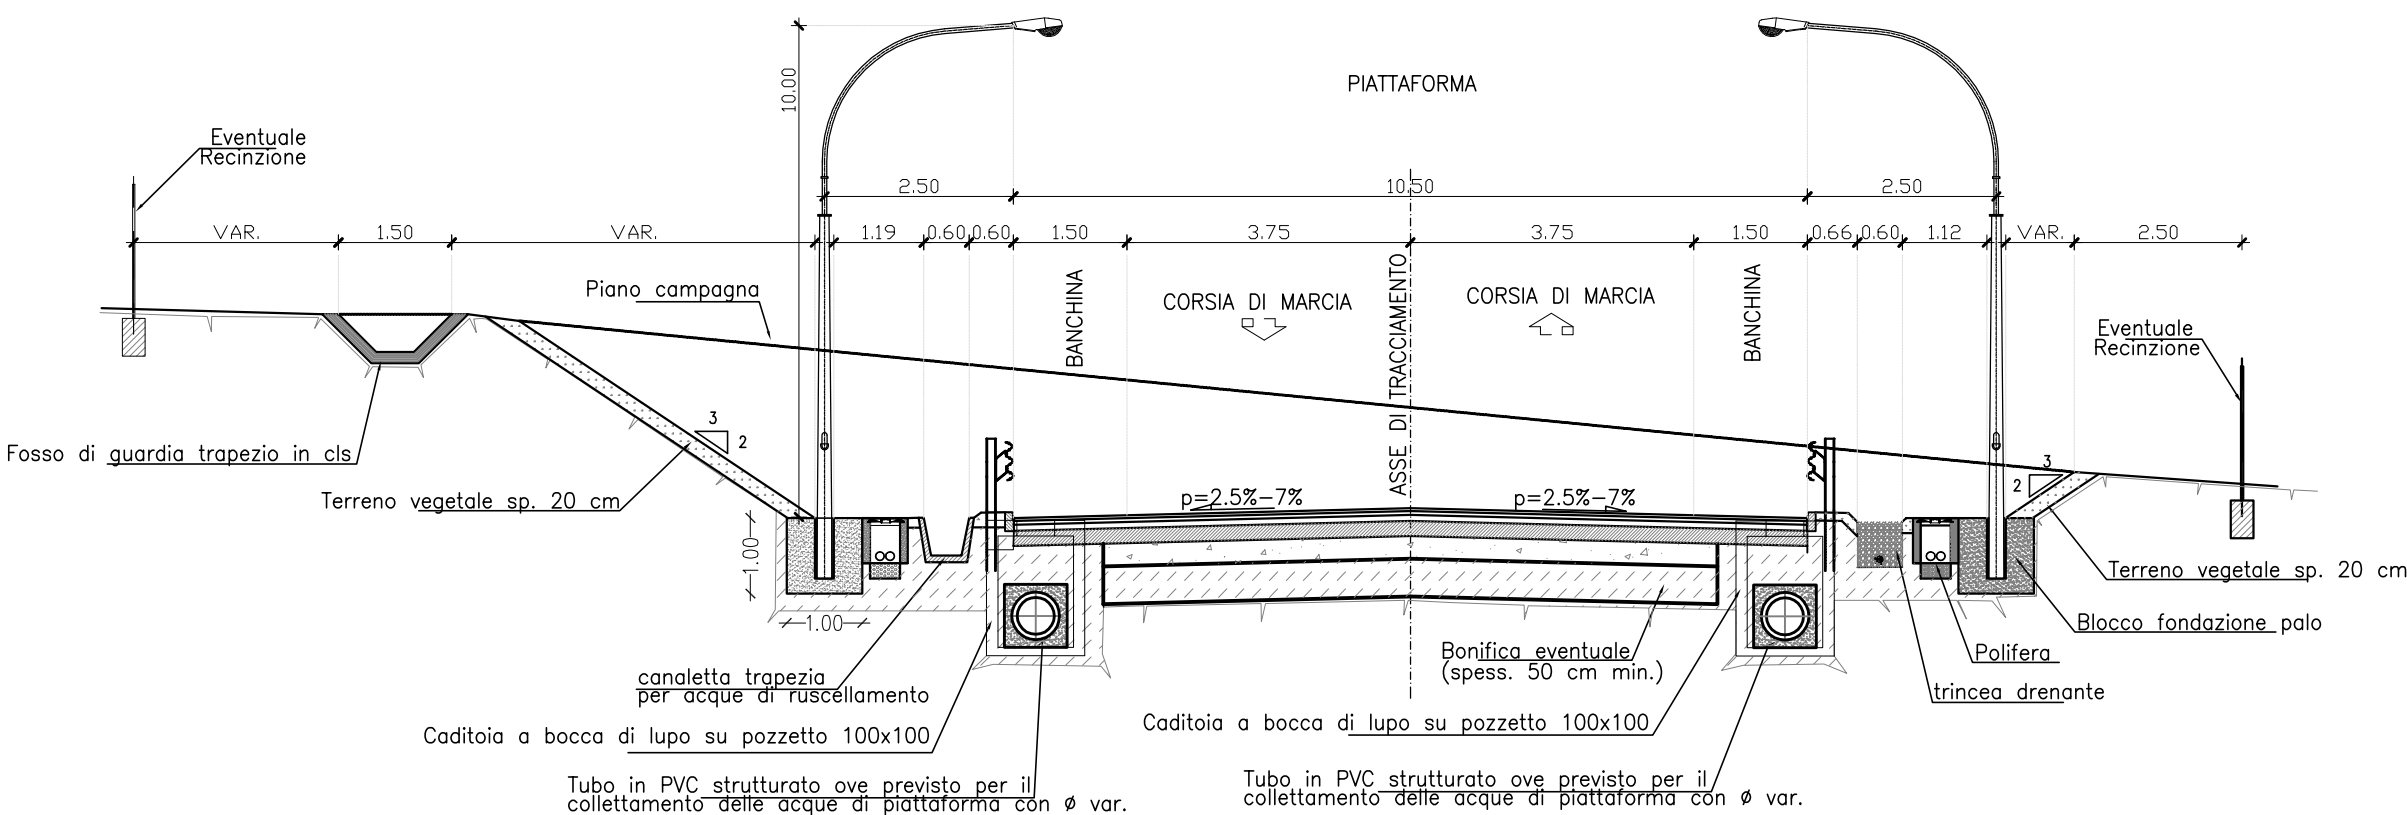 PIATTAFORMA
10.00
Eventuale
Recinzione
2.50
10.50
2.50
VAR.
1.50
VAR.
1.19
0.60
0.60
1.50
3.75
3.75
1.50
0.66
0.60
1.12
VAR.
2.50
Piano campagna
BANCHINA
CORSIA DI MARCIA
ASSE DI TRACCIAMENTO
CORSIA DI MARCIA
BANCHINA
Eventuale
Recinzione
3
2
Fosso di guardia trapezio in cls
Terreno vegetale sp. 20 cm
p=2.5%-7%
p=2.5%-7%
3
2
1.00
1.00
Terreno vegetale sp. 20 cm
Blocco fondazione palo
Polifera
trincea drenante
Bonifica eventuale
(spess. 50 cm min.)
canaletta trapezia
per acque di ruscellamento
Caditoia a bocca di lupo su pozzetto 100x100
Caditoia a bocca di lupo su pozzetto 100x100
Tubo in PVC strutturato ove previsto per il
collettamento delle acque di piattaforma con ø var.
Tubo in PVC strutturato ove previsto per il
collettamento delle acque di piattaforma con ø var.